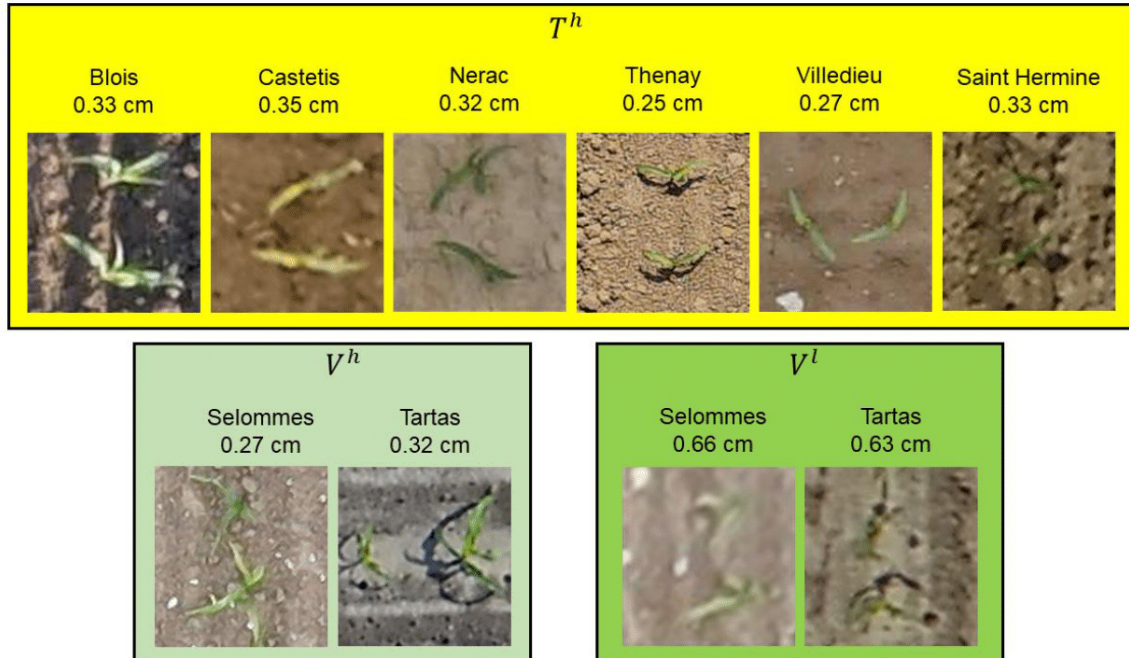 T^h
Blois Castetis Nerac Thenay Villedieu Saint Hermine
0.33 cm 0.35 cm 0.32 cm 0.25 cm 0.27 cm 0.33 cm
V^h
Selommes Tartas
0.27 cm 0.32 cm
V^l
Selommes Tartas
0.66 cm 0.63 cm